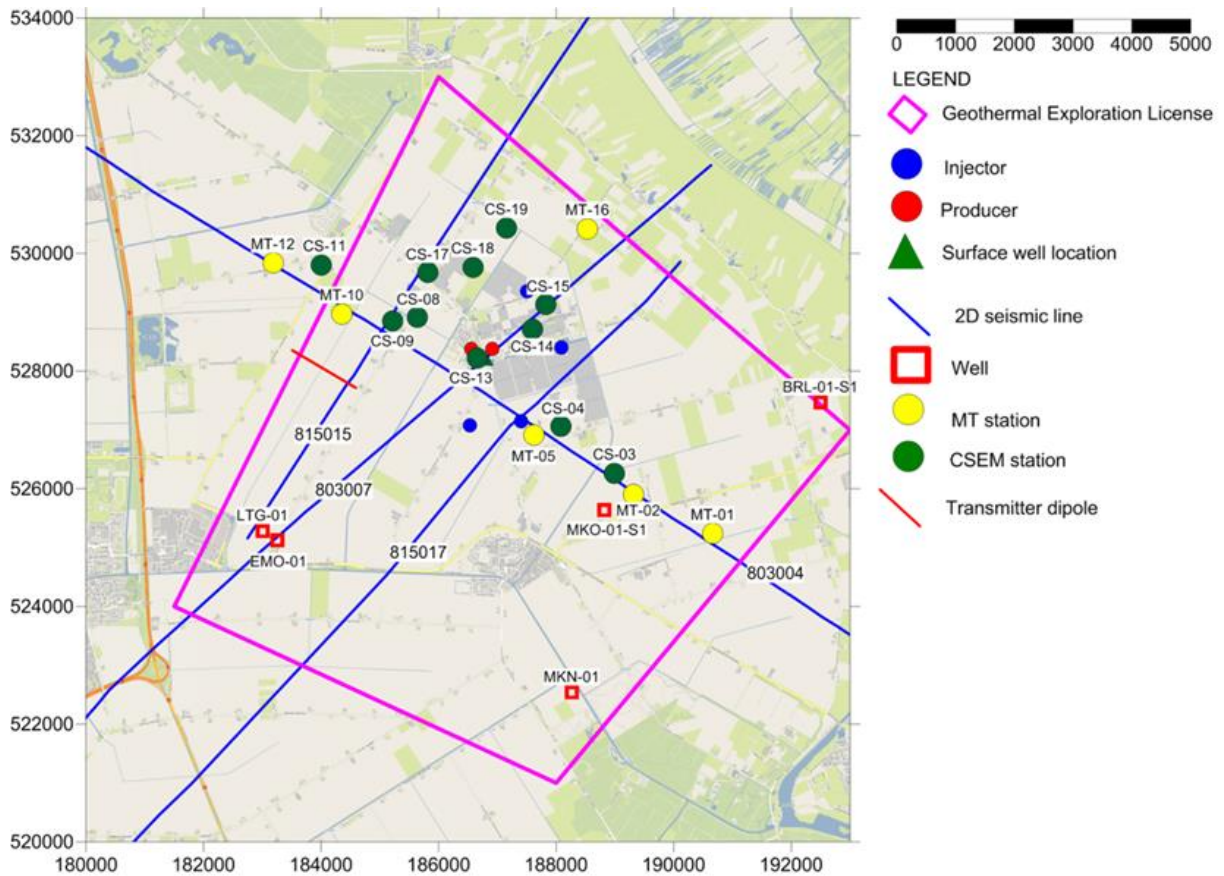 534000
532000
530000
528000
526000
524000
522000
520000
180000
182000
184000
186000
188000
190000
192000
CS-19
MT-16
MT-12
CS-11
CS-17
CS-18
MT-10
CS-08
CS-15
CS-09
CS-14
CS-13
BRL-01-S1
CS-04
815015
MT-05
CS-03
803007
LTG-01
MT-02
MT-01
MKO-01-S1
EMO-01
815017
803004
MKN-01
0 1000 2000 3000 4000 5000
LEGEND
Geothermal Exploration License
Injector
Producer
Surface well location
2D seismic line
Well
MT station
CSEM station
Transmitter dipole